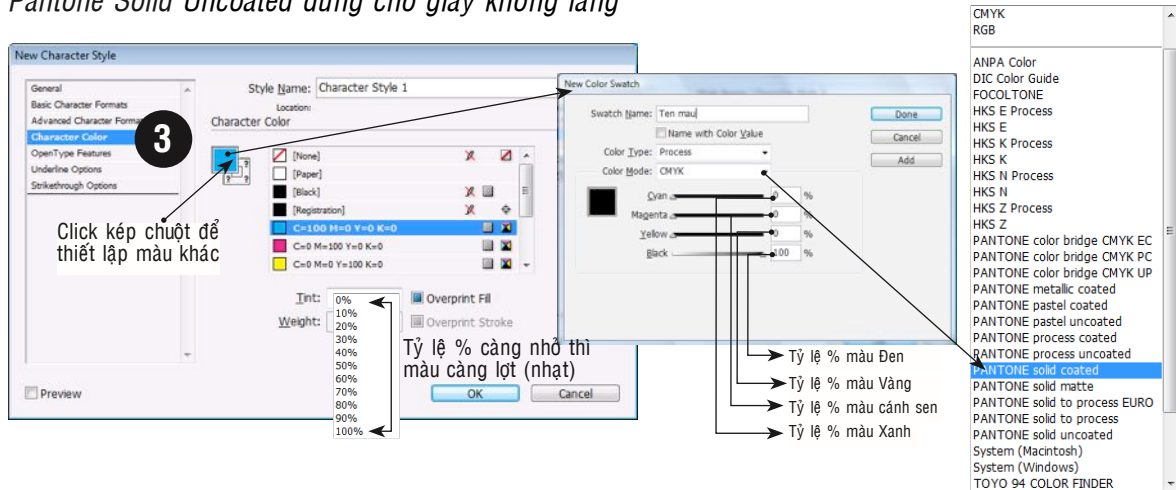 Pantone Solid Uncoated dùng cho giấy không láng
New Character Style
General
Basic Character Formats
Advanced Character Forma
Character Color
OpenType Features
Underline Options
Strikethrough Options
3
Click kép chuột để
thiết lập màu khác
Preview
Style Name: Character Style 1
Location:
Character Color
[None]
[Paper]
[Black]
[Registration]
C=100 M=0 Y=0 K=0
C=0 M=100 Y=0 K=0
C=0 M=0 Y=100 K=0
Tint:
Weight:
0%
10%
20%
30%
40%
50%
60%
70%
80%
90%
100%
Overprint Fill
Overprint Stroke
Tỷ lệ % càng nhỏ thì
màu càng lợt (nhạt)
OK
Cancel
New Color Swatch
Swatch Name: Ten mau
Name with Color Value
Color Type: Process
Color Mode: CMYK
Cyan 0 %
Magenta 0 %
Yellow 0 %
Black 100 %
Done
Cancel
Add
Tỷ lệ % màu Đen
Tỷ lệ % màu Vàng
Tỷ lệ % màu cánh sen
Tỷ lệ % màu Xanh
CMYK
RGB
ANPA Color
DIC Color Guide
FOCOLTONE
HKS E Process
HKS E
HKS K Process
HKS K
HKS N Process
HKS N
HKS Z Process
HKS Z
PANTONE color bridge CMYK EC
PANTONE color bridge CMYK PC
PANTONE color bridge CMYK UP
PANTONE metallic coated
PANTONE pastel coated
PANTONE pastel uncoated
PANTONE process coated
PANTONE process uncoated
PANTONE solid coated
PANTONE solid matte
PANTONE solid to process EURO
PANTONE solid to process
PANTONE solid uncoated
System (Macintosh)
System (Windows)
TOYO 94 COLOR FINDER